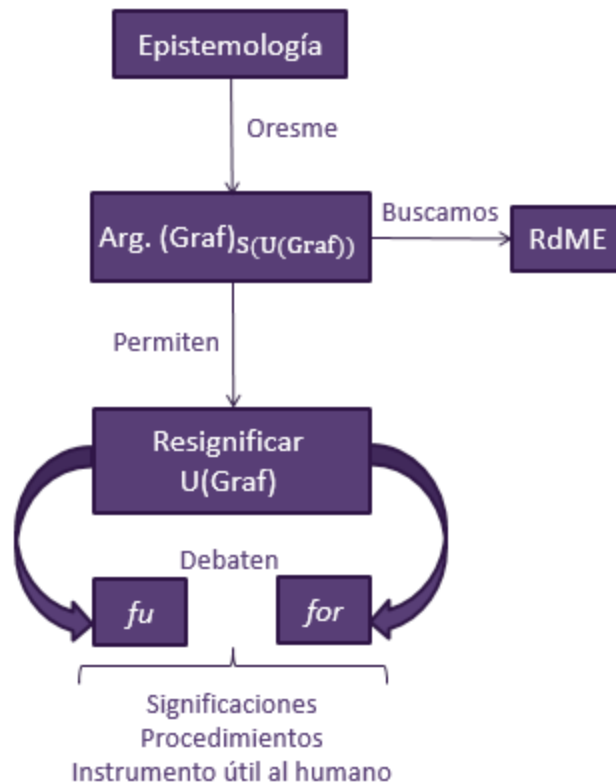 Epistemología
Oresme
Arg. (Graf)S(U(Graf))
Buscamos
RdME
Permiten
Resignificar
U(Graf)
Debaten
fu
for
Significaciones
Procedimientos
Instrumento útil al humano